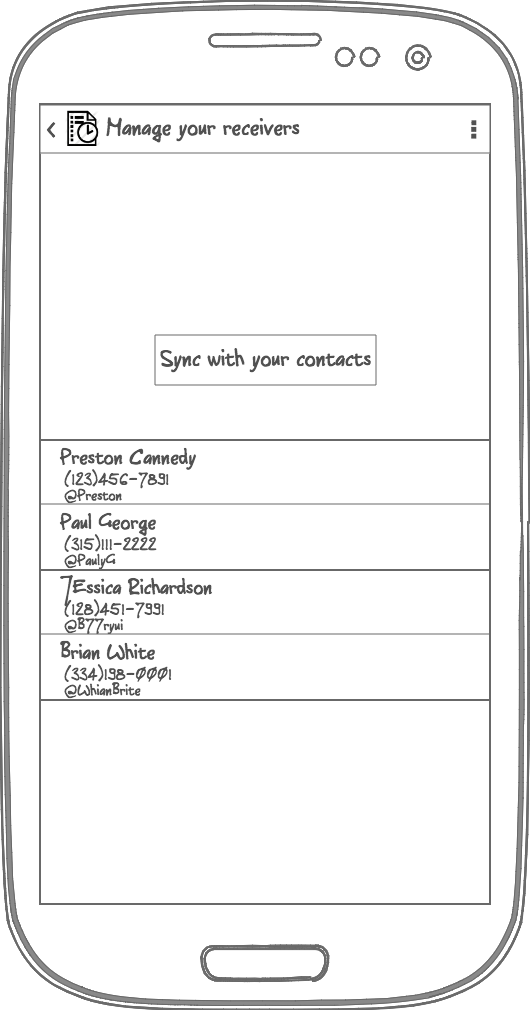 Manage your receivers
Sync with your contacts
Preston Cannedy
(123)456-7891
@Preston
Paul George
(315)111-2222
@PaulyG
7Essica Richardson
(128)451-7991
@B77ryui
Brian White
(334)198-0001
@WhianBrite